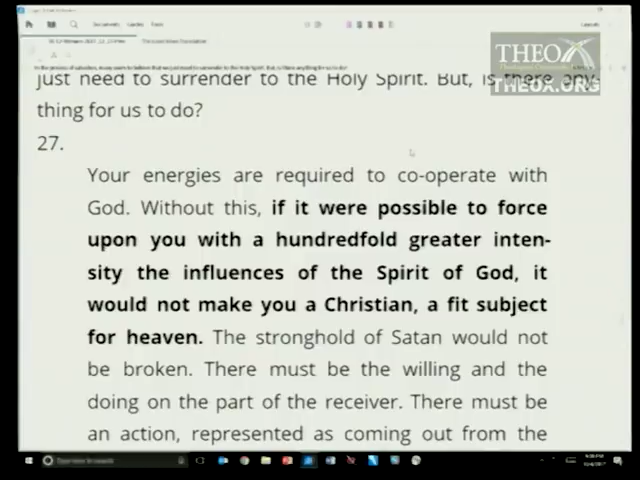 THEOX
THEOX.ORG
just need to surrender to the Holy Spirit. But, is there any-
thing for us to do?
27.
Your energies are required to co-operate with
God. Without this, if it were possible to force
upon you with a hundredfold greater inten-
sity the influences of the Spirit of God, it
would not make you a Christian, a fit subject
for heaven. The stronghold of Satan would not
be broken. There must be the willing and the
doing on the part of the receiver. There must be
an action, represented as coming out from the